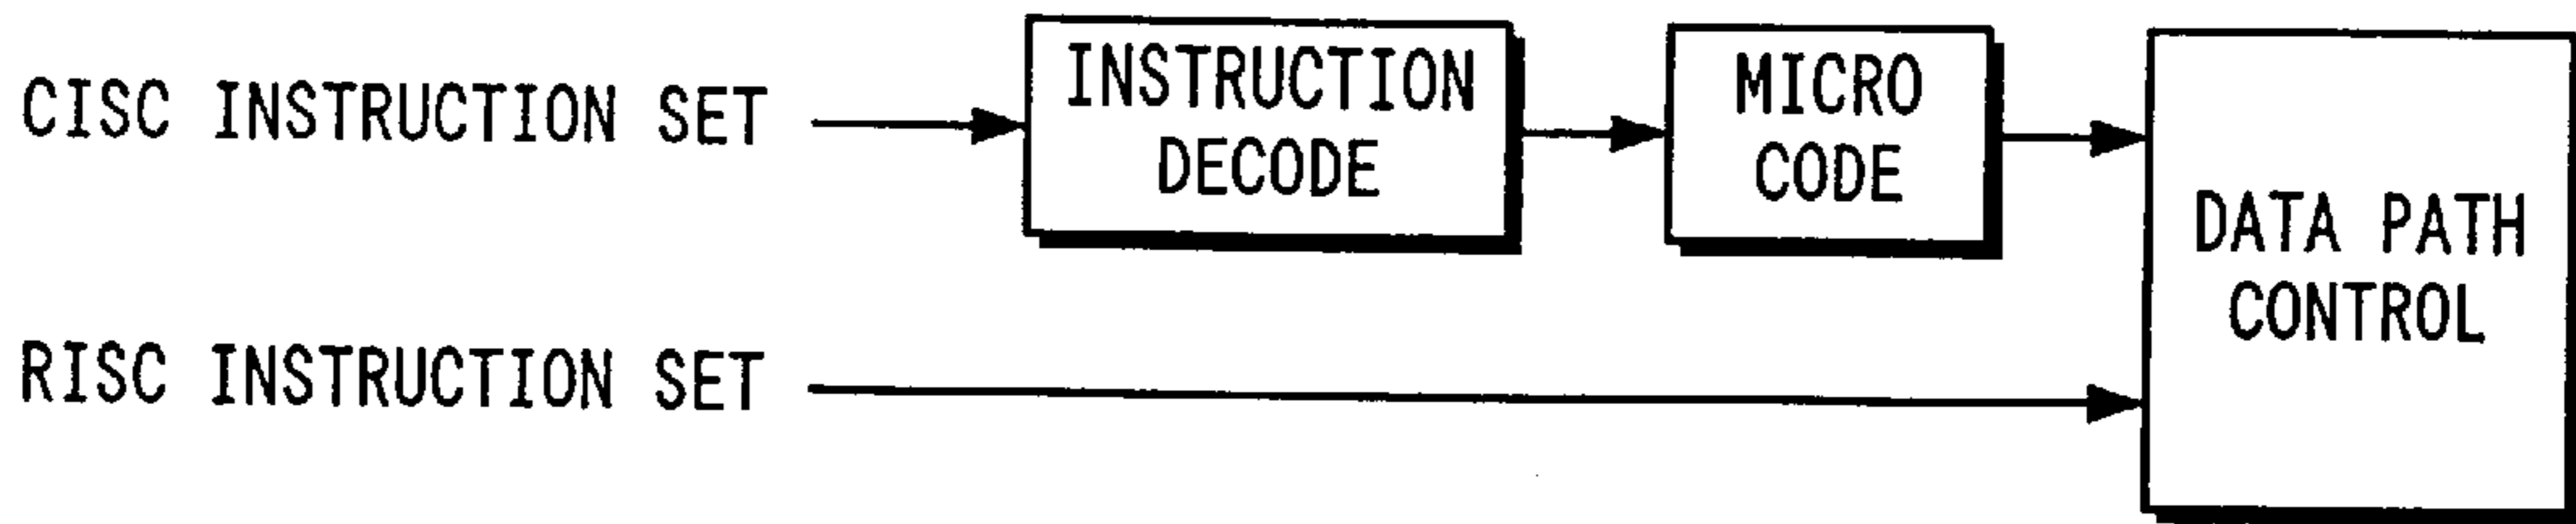 CISC INSTRUCTION SET
INSTRUCTION
DECODE
MICRO
CODE
DATA PATH
CONTROL
RISC INSTRUCTION SET